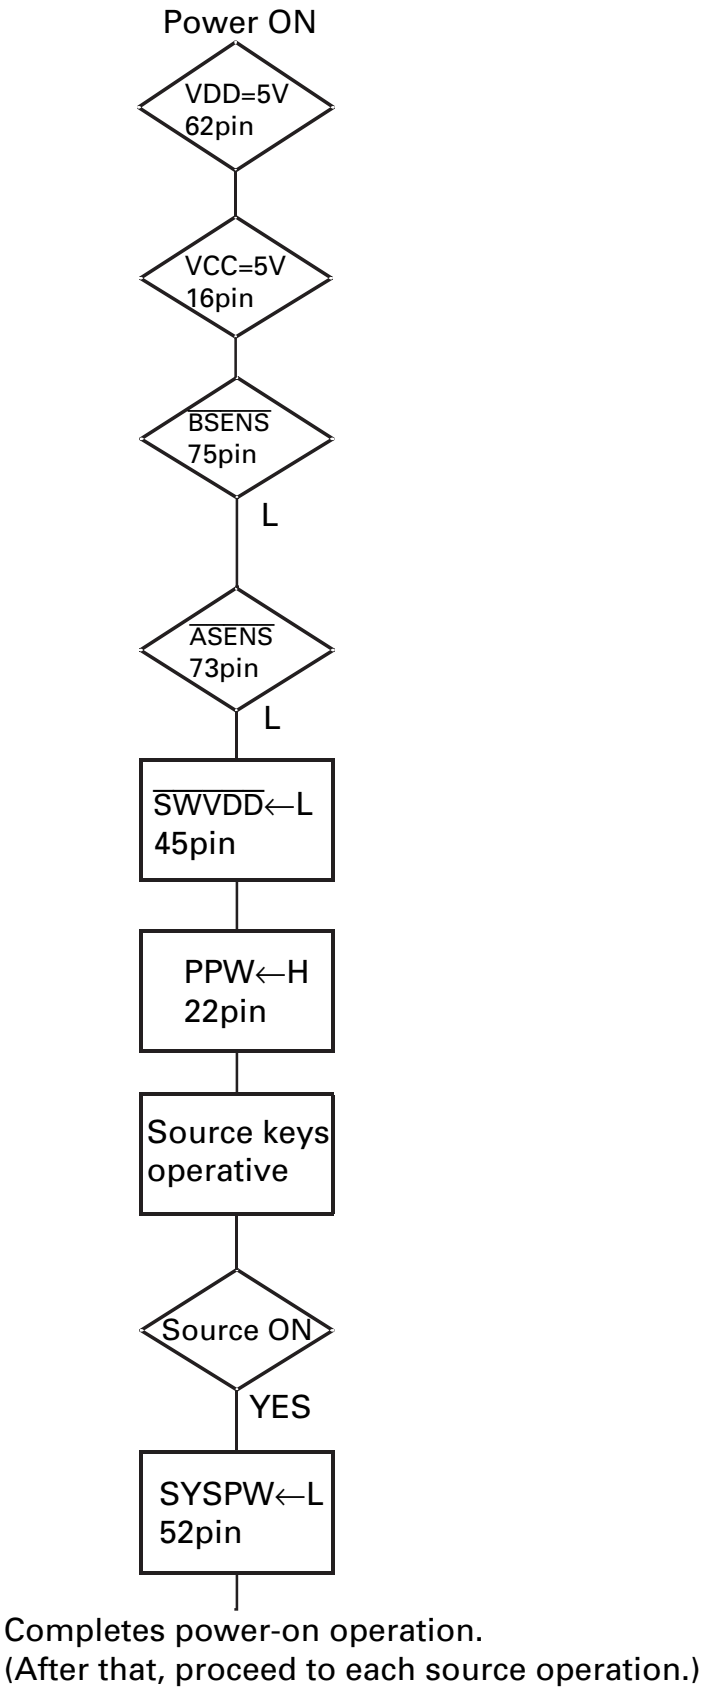 Power ON
VDD=5V
62pin
VCC=5V
16pin
BSENS
75pin
L
ASENS
73pin
L
SWVDD←L
45pin
PPW←H
22pin
Source keys
operative
Source ON
YES
SYSPW←L
52pin
Completes power-on operation.
(After that, proceed to each source operation.)